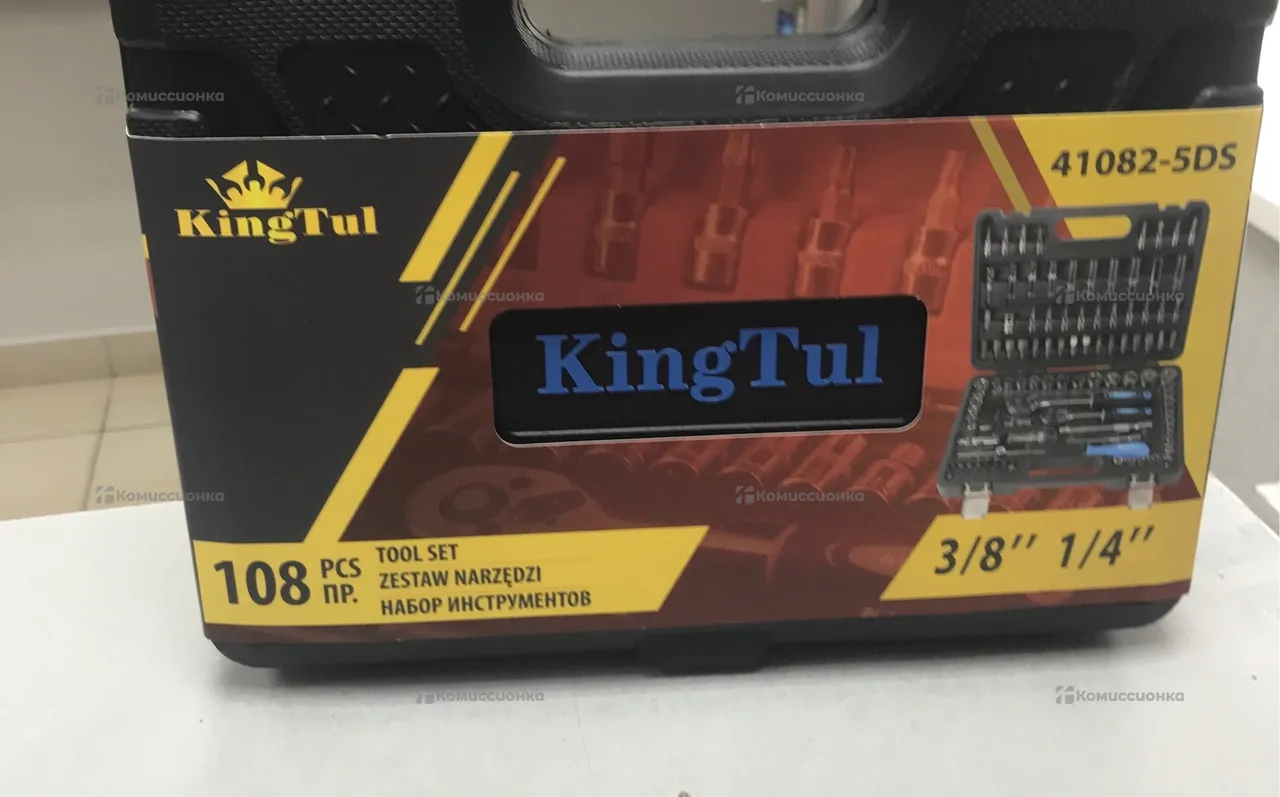 KingTul
41082-5DS
KingTul
108 PCS
ПР.
TOOL SET
ZESTAW NARZĘDZI
НАБОР ИНСТРУМЕНТОВ
3/8’’ 1/4’’
Комиссионка
Комиссионка
Комиссионка
Комиссионка
Комиссионка
Комиссионка
Комиссионка
Комиссионка